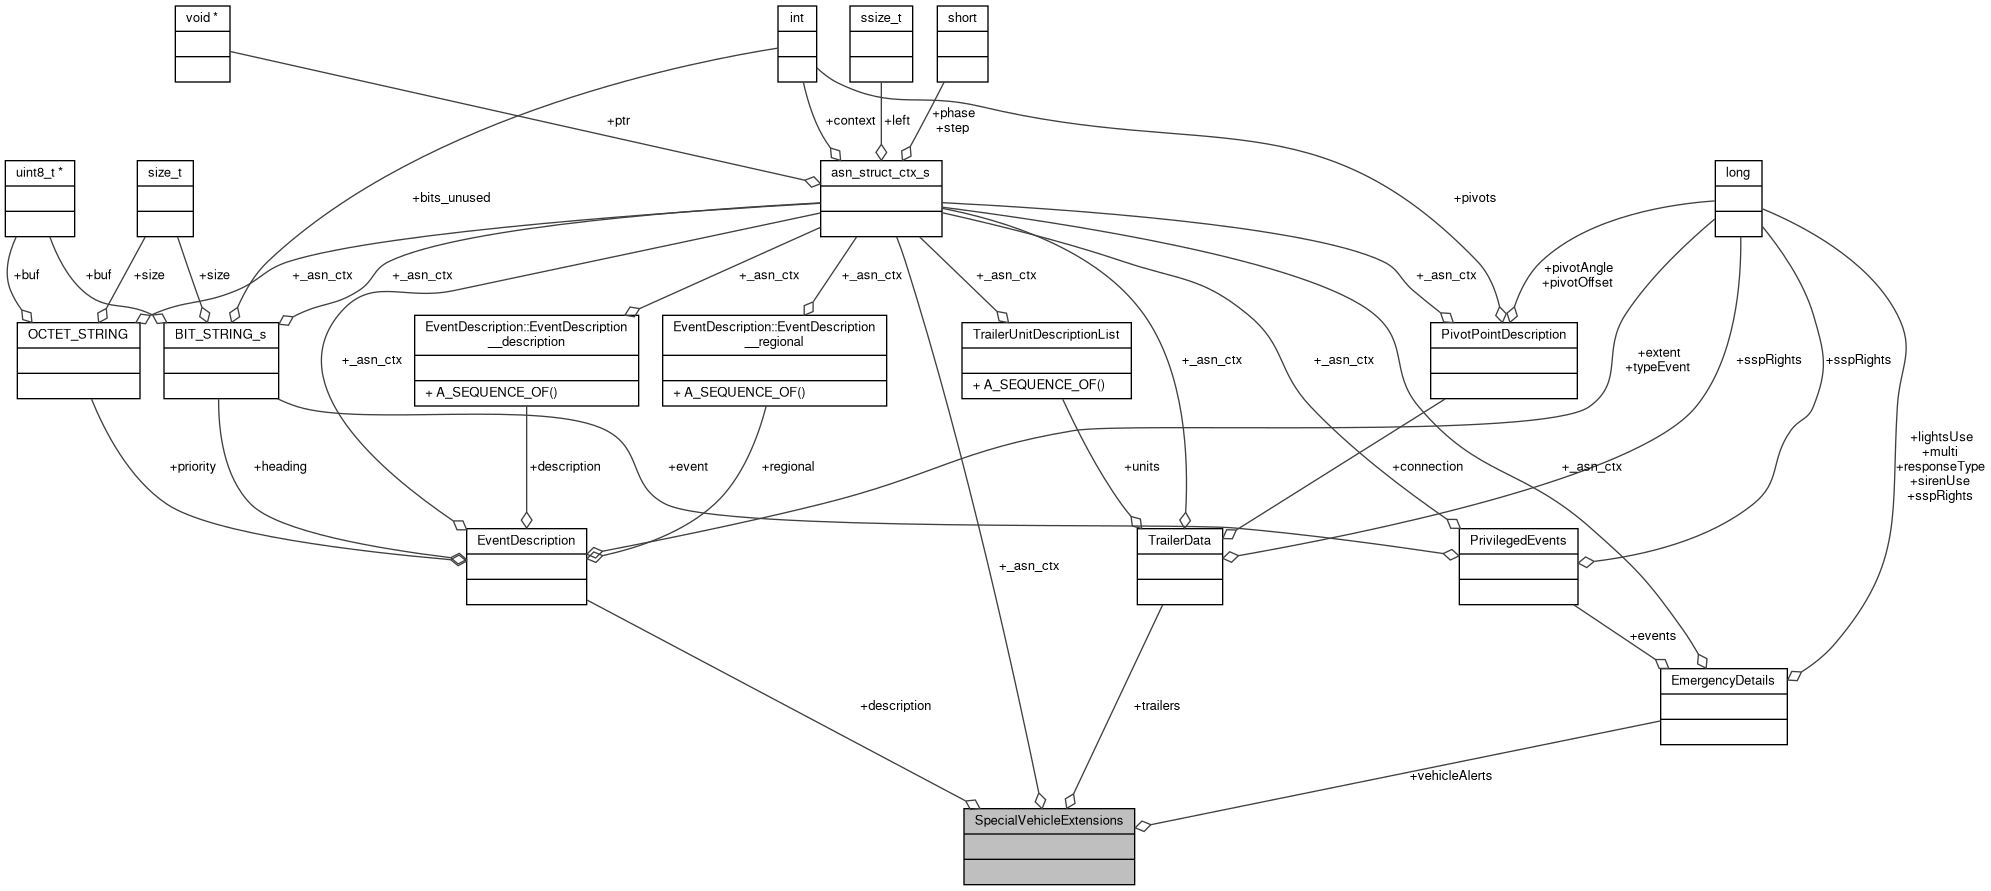 void *
int
ssize_t
short
+ptr
+context
+left
+phase
+step
uint8_t *
size_t
asn_struct_ctx_s
long
+bits_unused
+pivots
+buf
+size
+buf
+size
+_asn_ctx
+_asn_ctx
+_asn_ctx
+_asn_ctx
+_asn_ctx
+_asn_ctx
+pivotAngle
+pivotOffset
OCTET_STRING
BIT_STRING_s
EventDescription::EventDescription
__description
+ A_SEQUENCE_OF()
EventDescription::EventDescription
__regional
+ A_SEQUENCE_OF()
TrailerUnitDescriptionList
+ A_SEQUENCE_OF()
PivotPointDescription
+_asn_ctx
+_asn_ctx
+_asn_ctx
+extent
+typeEvent
+sspRights
+sspRights
+priority
+heading
+description
+event
+regional
+units
+connection
+_asn_ctx
+lightsUse
+multi
+responseType
+sirenUse
+sspRights
EventDescription
TrailerData
PrivilegedEvents
+_asn_ctx
+events
EmergencyDetails
+description
+trailers
+vehicleAlerts
SpecialVehicleExtensions